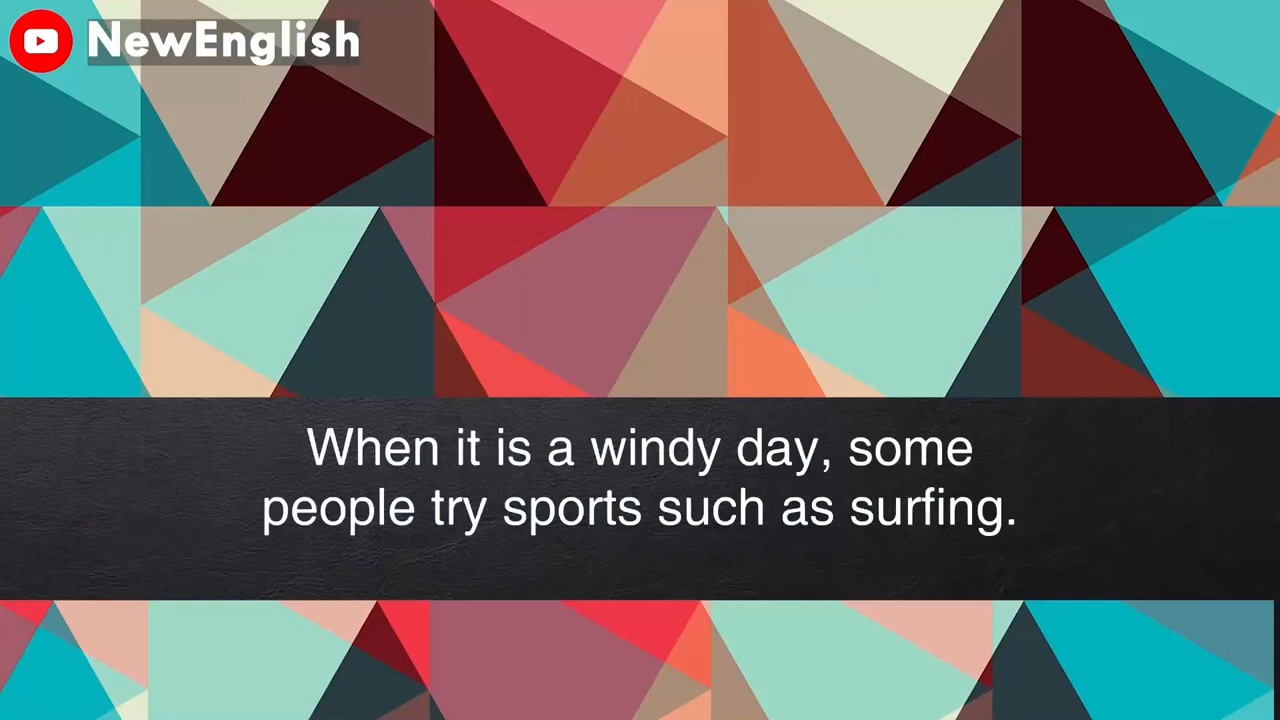 NewEnglish
When it is a windy day, some
people try sports such as surfing.